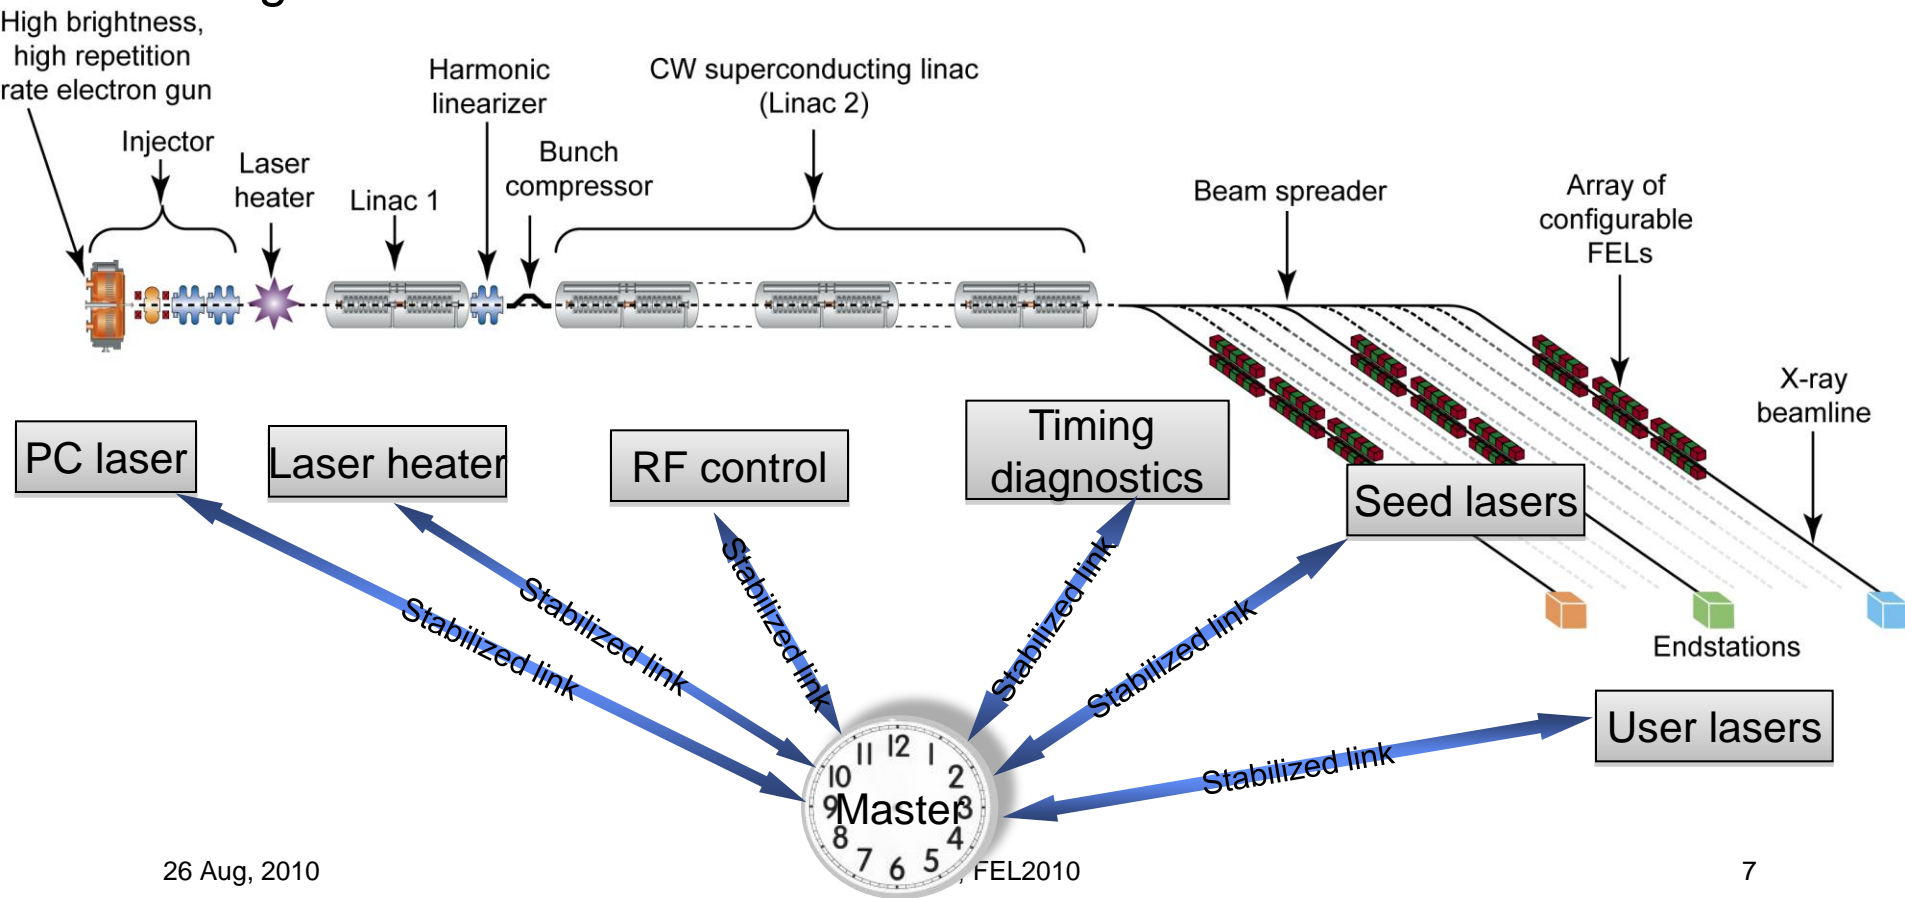 High brightness,
high repetition
rate electron gun
Injector
Laser
heater
Linac 1
Harmonic
linearizer
Bunch
compressor
CW superconducting linac
(Linac 2)
Beam spreader
Array of
configurable
FELs
X-ray
beamline
PC laser
Laser heater
RF control
Timing
diagnostics
Seed lasers
Stabilized link
Stabilized link
Stabilized link
Stabilized link
Stabilized link
Stabilized link
Endstations
User lasers
12
11
1
10
2
9
Master
3
8
4
7
5
6
26 Aug, 2010
, FEL2010
7